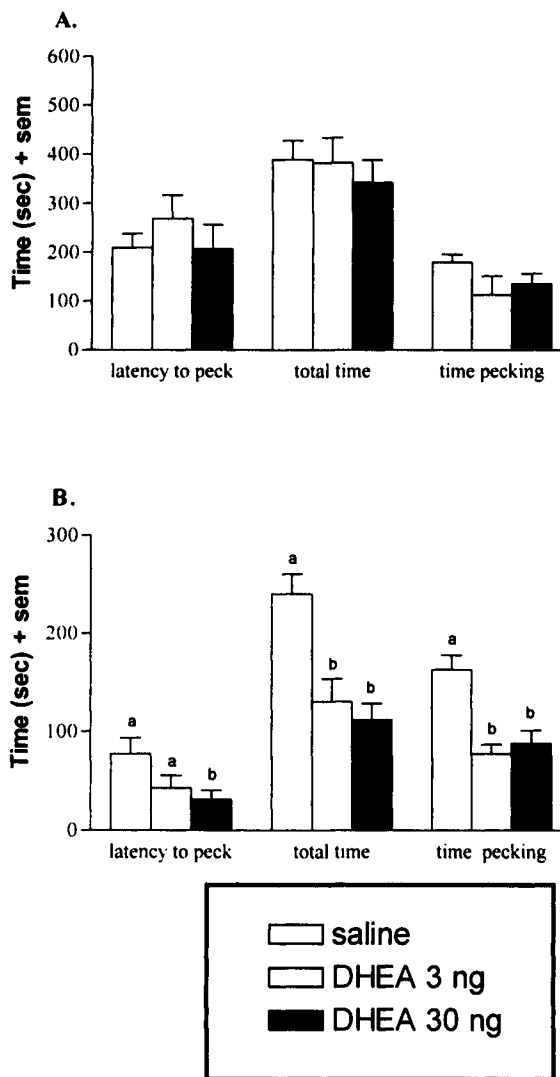 A.
Time (sec) + sem
600
500
400
300
200
100
0
latency to peck
total time
time pecking
B.
Time (sec) + sem
300
200
100
0
a
a
b
a
b
b
a
b
b
latency to peck
total time
time pecking
saline
DHEA 3 ng
DHEA 30 ng